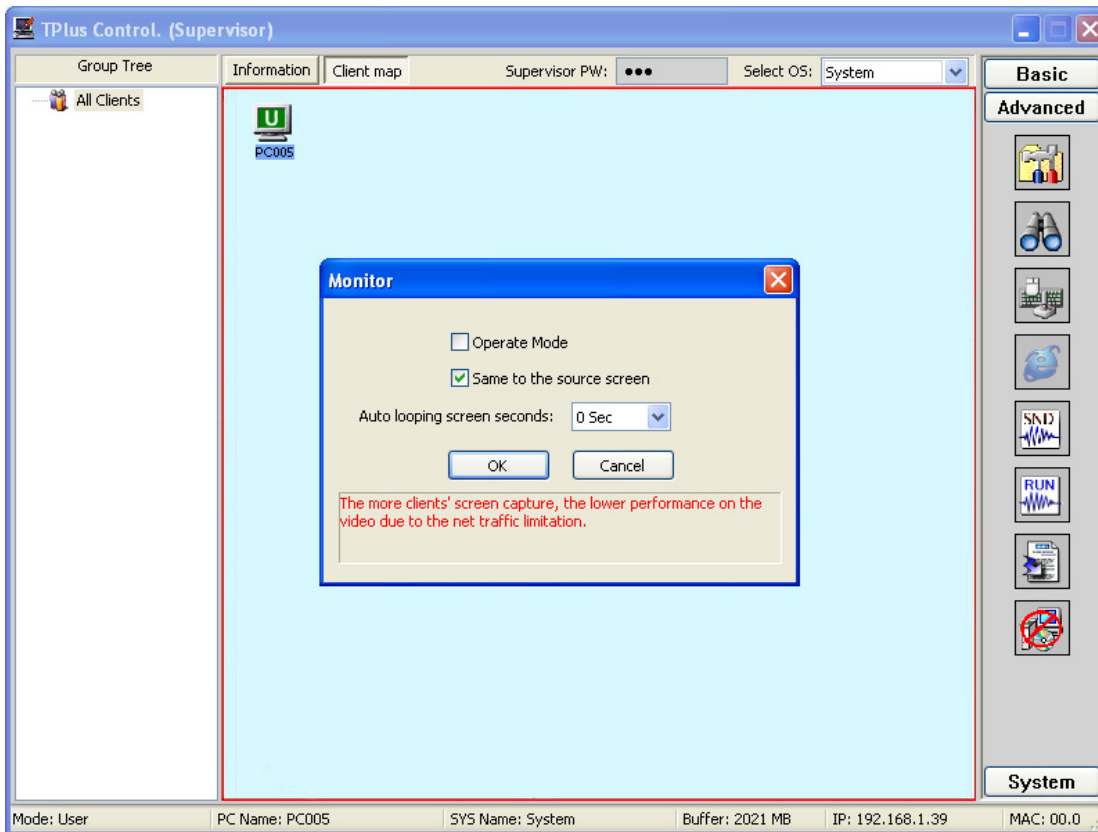 TPlus Control. (Supervisor)
Group Tree
Information
Client map
Supervisor PW: •••
Select OS: System
Basic
Advanced
All Clients
U
PC005
Monitor
Operate Mode
Same to the source screen
Auto looping screen seconds: 0 Sec
OK
Cancel
The more clients' screen capture, the lower performance on the
video due to the net traffic limitation.
SND
RUN
System
Mode: User
PC Name: PC005
SYS Name: System
Buffer: 2021 MB
IP: 192.168.1.39
MAC: 00.0